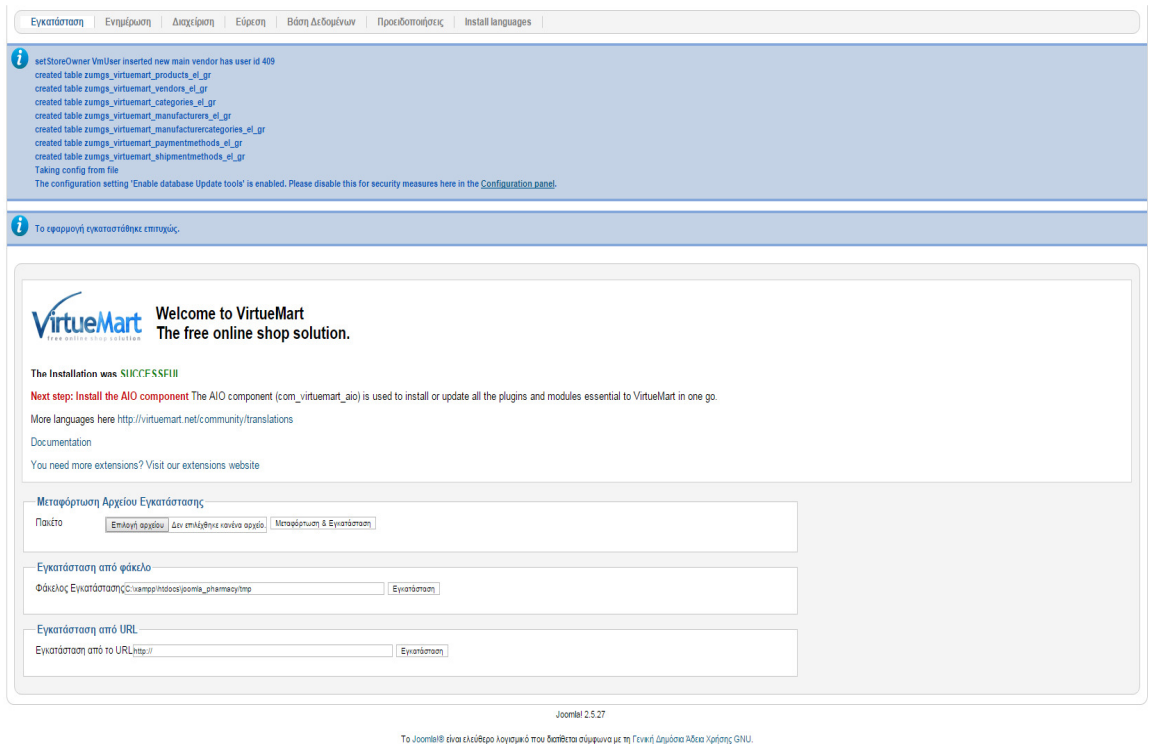 Εγκατάσταση Ενημέρωση Διαχείριση Εύρεση Βάση Δεδομένων Προειδοποιήσεις Install languages
setStoreOwner VmUser inserted new main vendor has user id 409
created table zumgs_virtuemart_products_el_gr
created table zumgs_virtuemart_vendors_el_gr
created table zumgs_virtuemart_categories_el_gr
created table zumgs_virtuemart_manufacturers_el_gr
created table zumgs_virtuemart_manufacturercategories_el_gr
created table zumgs_virtuemart_paymentmethods_el_gr
created table zumgs_virtuemart_shipmentmethods_el_gr
Taking config from file
The configuration setting 'Enable database Update tools' is enabled. Please disable this for security measures here in the Configuration panel.
Το εφαρμογή εγκαταστάθηκε επιτυχώς.
VirtueMart
free online shop solution
Welcome to VirtueMart
The free online shop solution.
The Installation was SUCCESSFUL
Next step: Install the AIO component The AIO component (com_virtuemart_aio) is used to install or update all the plugins and modules essential to VirtueMart in one go.
More languages here http://virtuemart.net/community/translations
Documentation
You need more extensions? Visit our extensions website
Μεταφόρτωση Αρχείου Εγκατάστασης
Πακέτο Επιλογή αρχείου Δεν επιλέχθηκε κανένα αρχείο. Μεταφόρτωση & Εγκατάσταση
Εγκατάσταση από φάκελο
Φάκελος Εγκατάστασης C:\xampp\htdocs\joomla_pharmacy/tmp Εγκατάσταση
Εγκατάσταση από URL
Εγκατάσταση από το URL http:// Εγκατάσταση
Joomla! 2.5.27
Το Joomla!® είναι ελεύθερο λογισμικό που διατίθεται σύμφωνα με τη Γενική Δημόσια Άδεια Χρήσης GNU.